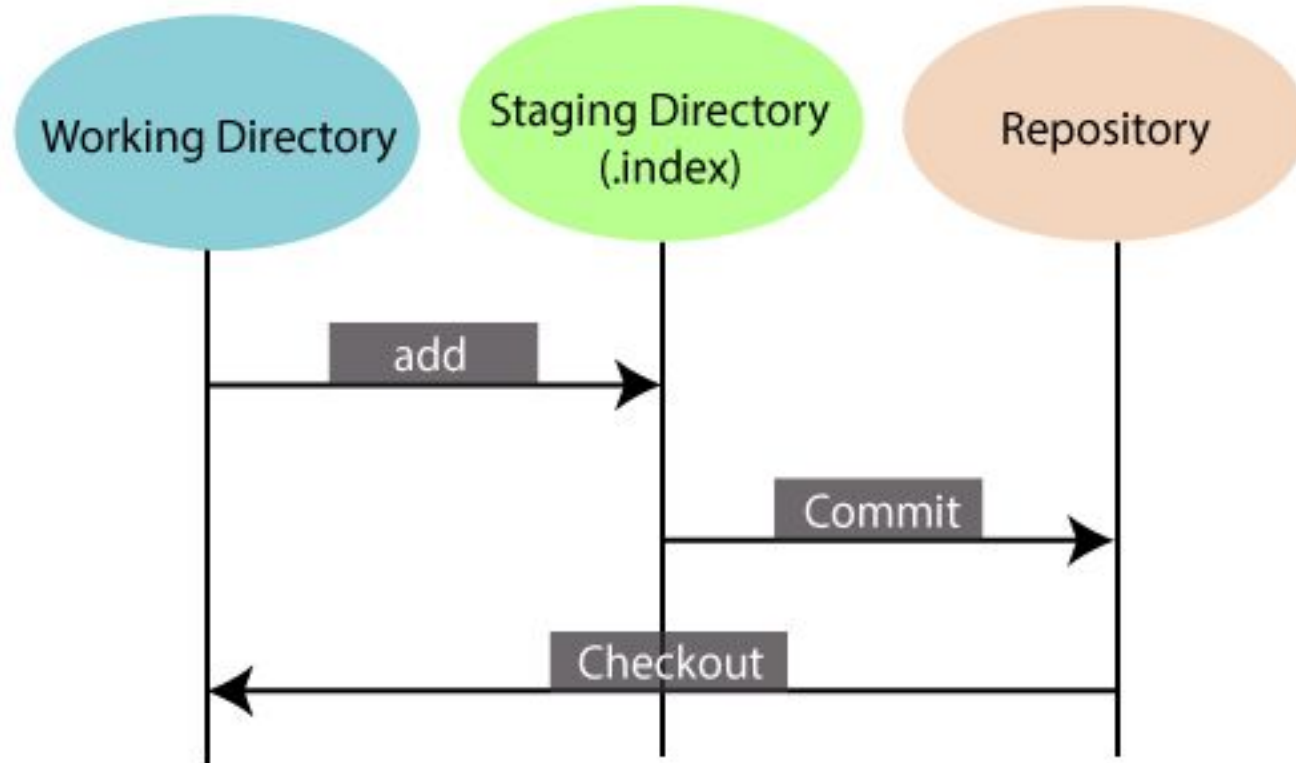 Working Directory
Staging Directory
(.index)
Repository
add
Commit
Checkout